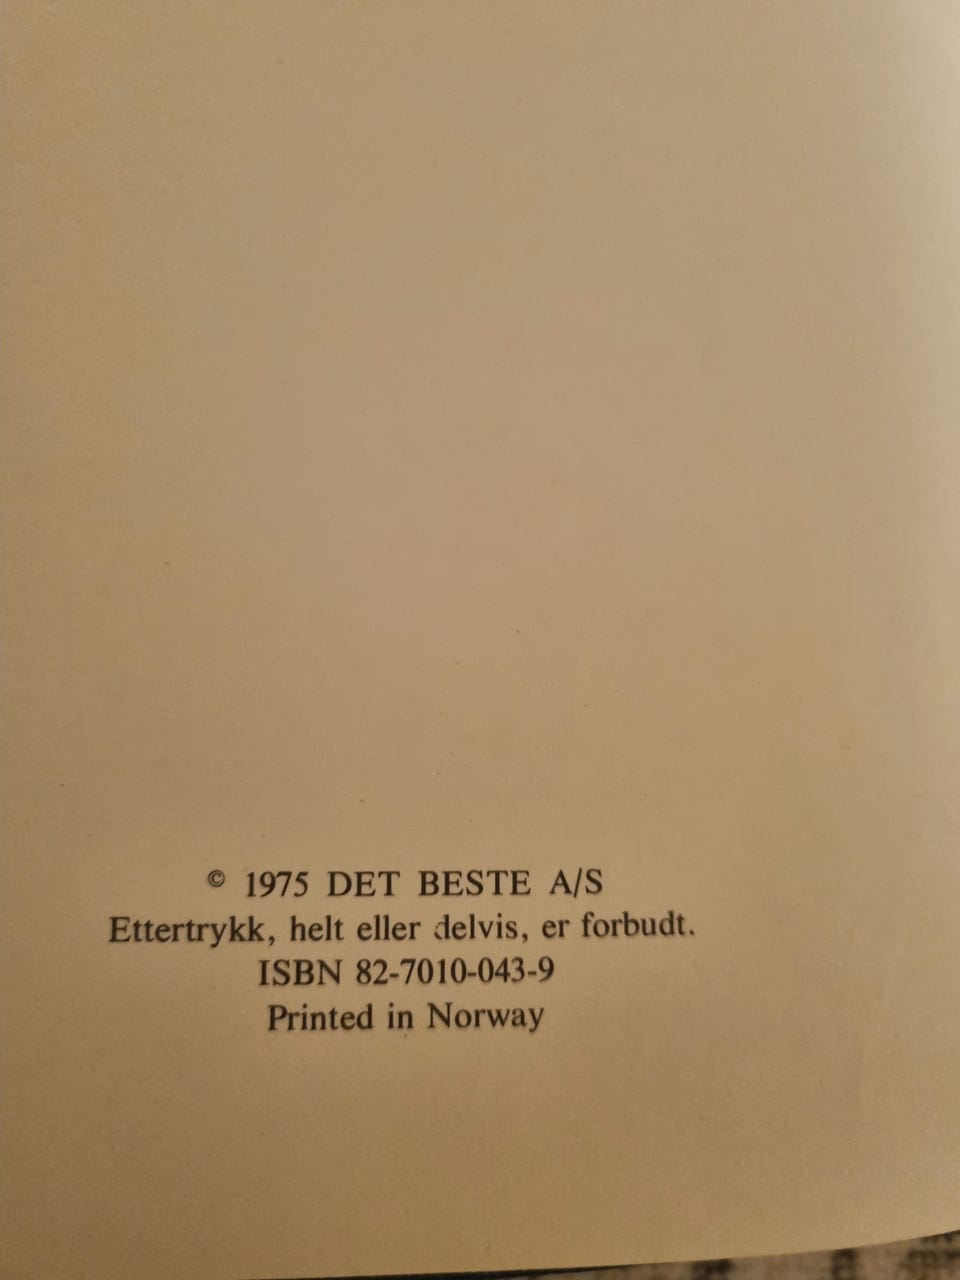 © 1975 DET BESTE A/S
Ettertrykk, helt eller delvis, er forbudt.
ISBN 82-7010-043-9
Printed in Norway